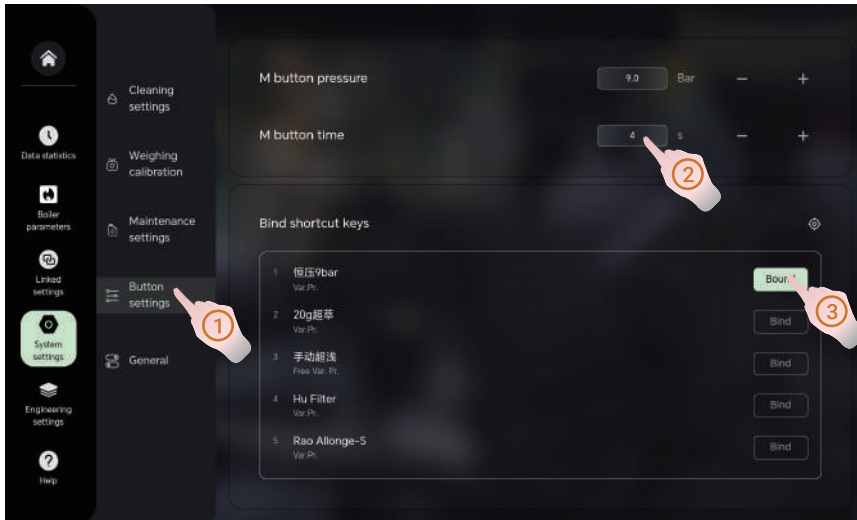 Data statistics
Boiler
parameters
Linked
settings
System
settings
Engineering
settings
Help
Cleaning
settings
Weighing
calibration
Maintenance
settings
Button
settings
General
1
M button pressure
9.0 Bar − +
M button time
4 s − +
2
Bind shortcut keys
1 恒压9bar
Var.Pr.
Bound
3
2 20g超萃
Var.Pr.
Bind
3 手动超浅
Free Var. Pr.
Bind
4 Hu Filter
Var.Pr.
Bind
5 Rao Allonge-S
Var.Pr.
Bind